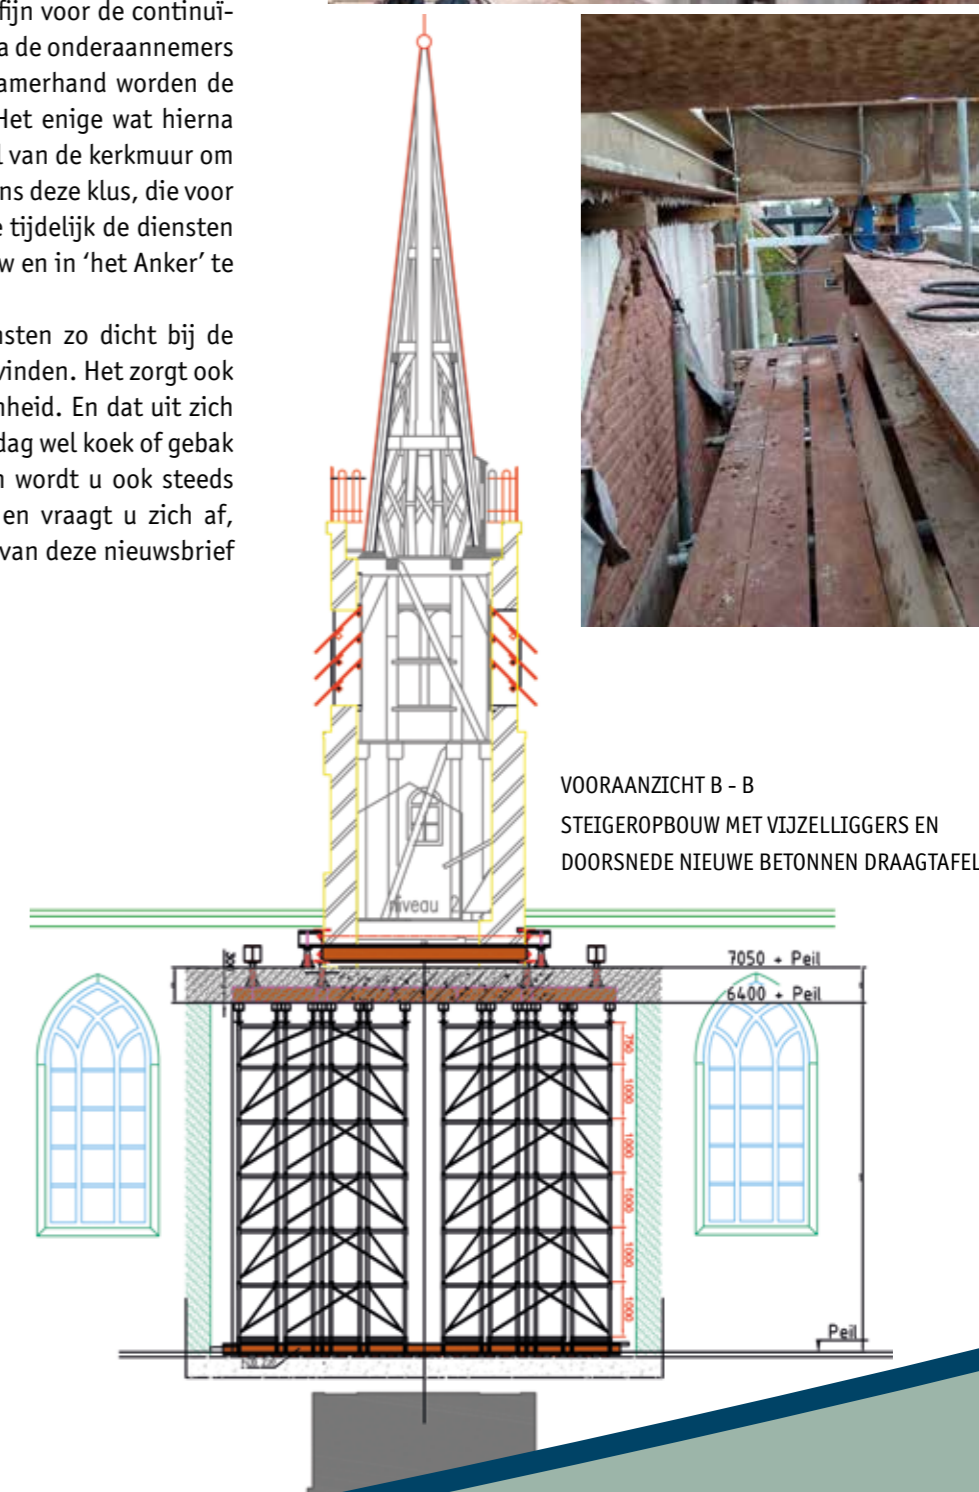 fijn voor de continuï-
a de onderaannemers
amerhand worden de
Het enige wat hierna
l van de kerkmuur om
ns deze klus, die voor
e tijdelijk de diensten
w en in ‘het Anker’ te
nsten zo dicht bij de
vinden. Het zorgt ook
nheid. En dat uit zich
dag wel koek of gebak
n wordt u ook steeds
en vraagt u zich af,
van deze nieuwsbrief
VOORAANZICHT B - B
STEIGEROPBOUW MET VIJZELLIGGERS EN
DOORSNEDE NIEUWE BETONNEN DRAAGTAFEL
niveau 2
7050 + Peil
6400 + Peil
750
1000
1000
1000
1000
1000
Peil